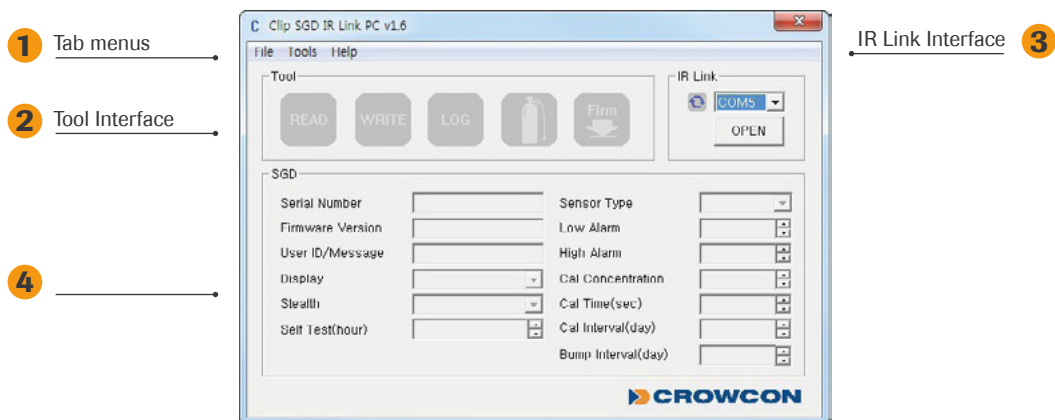 C Clip SGD IR Link PC v1.6
1 Tab menus
File Tools Help
IR Link Interface 3
Tool
IR Link
READ WRITE LOG Firm
COM5
OPEN
2 Tool Interface
SGD
Serial Number
Sensor Type
Firmware Version
Low Alarm
User ID/Message
High Alarm
4
Display
Cal Concentration
Stealth
Cal Time(sec)
Self Test(hour)
Cal Interval(day)
Bump Interval(day)
CROWCON